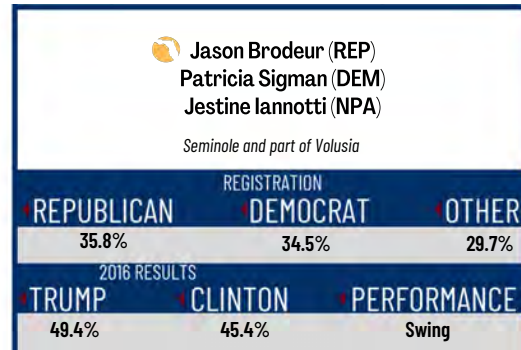 Jason Brodeur (REP)
Patricia Sigman (DEM)
Jestine Iannotti (NPA)
Seminole and part of Volusia
REGISTRATION
REPUBLICAN DEMOCRAT OTHER
35.8% 34.5% 29.7%
2016 RESULTS
TRUMP CLINTON PERFORMANCE
49.4% 45.4% Swing